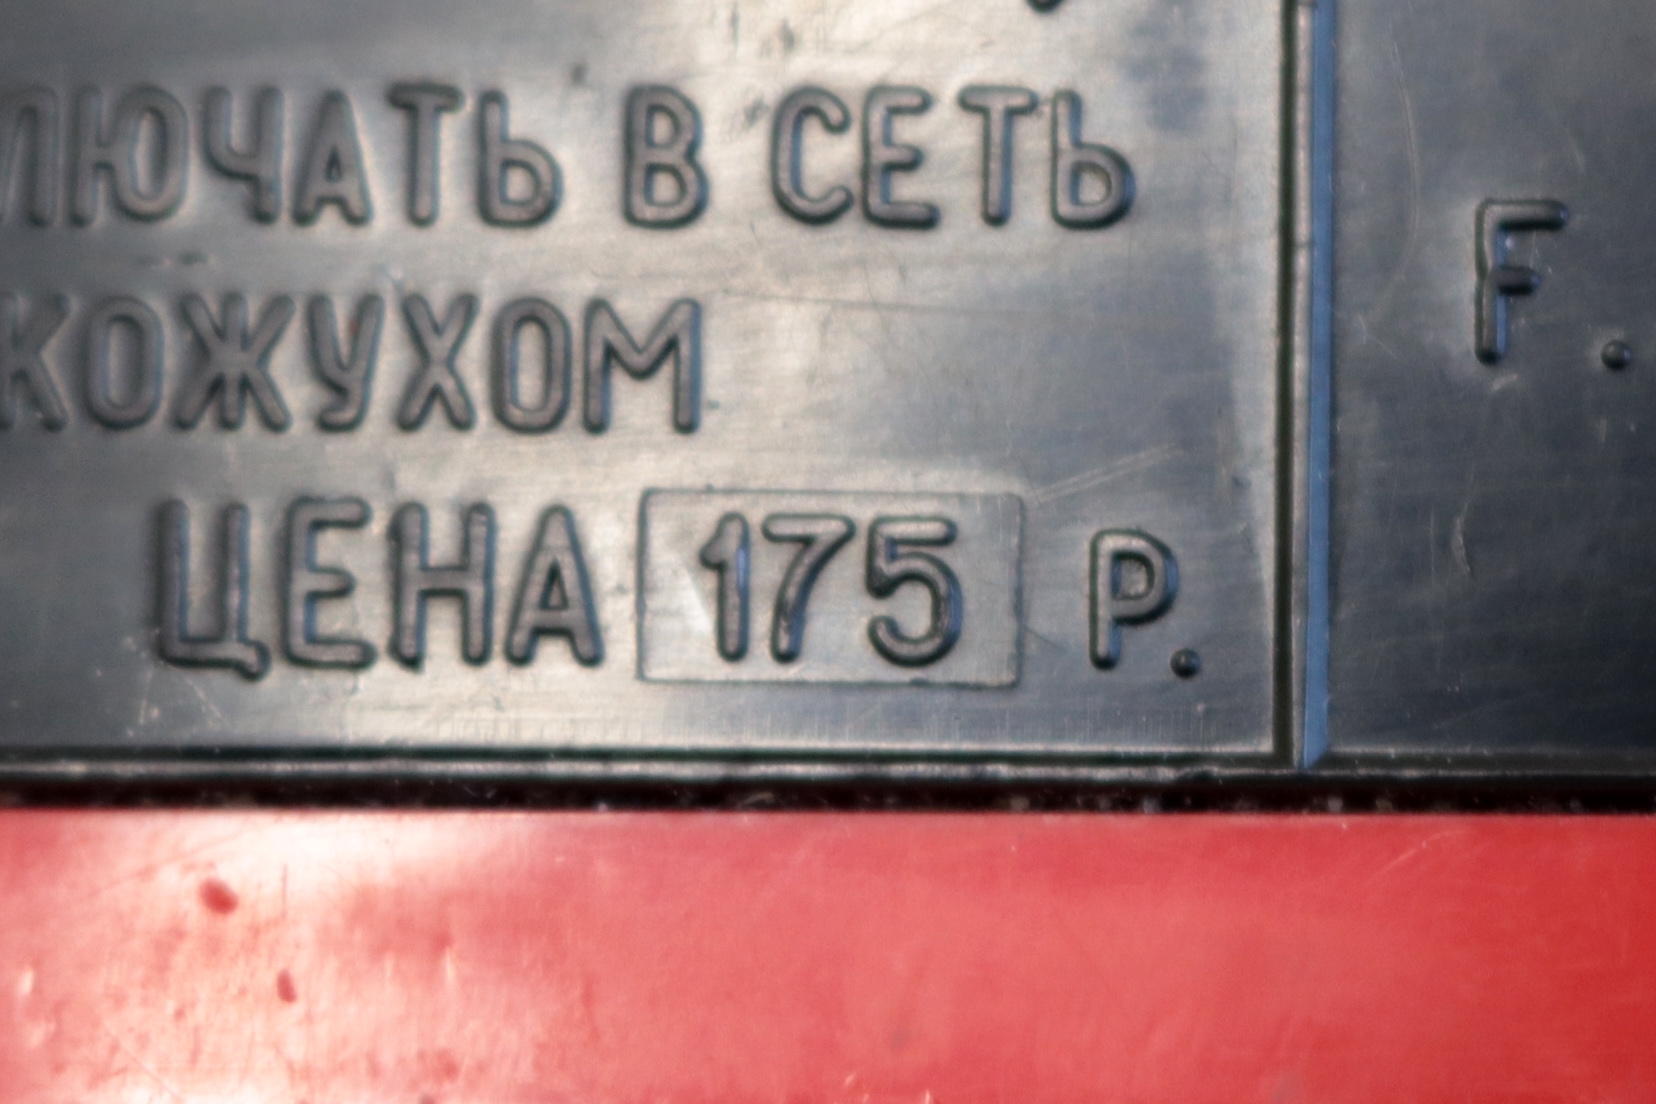 ЛЮЧАТЬ В СЕТЬ
КОЖУХОМ
ЦЕНА 175 Р.
F.